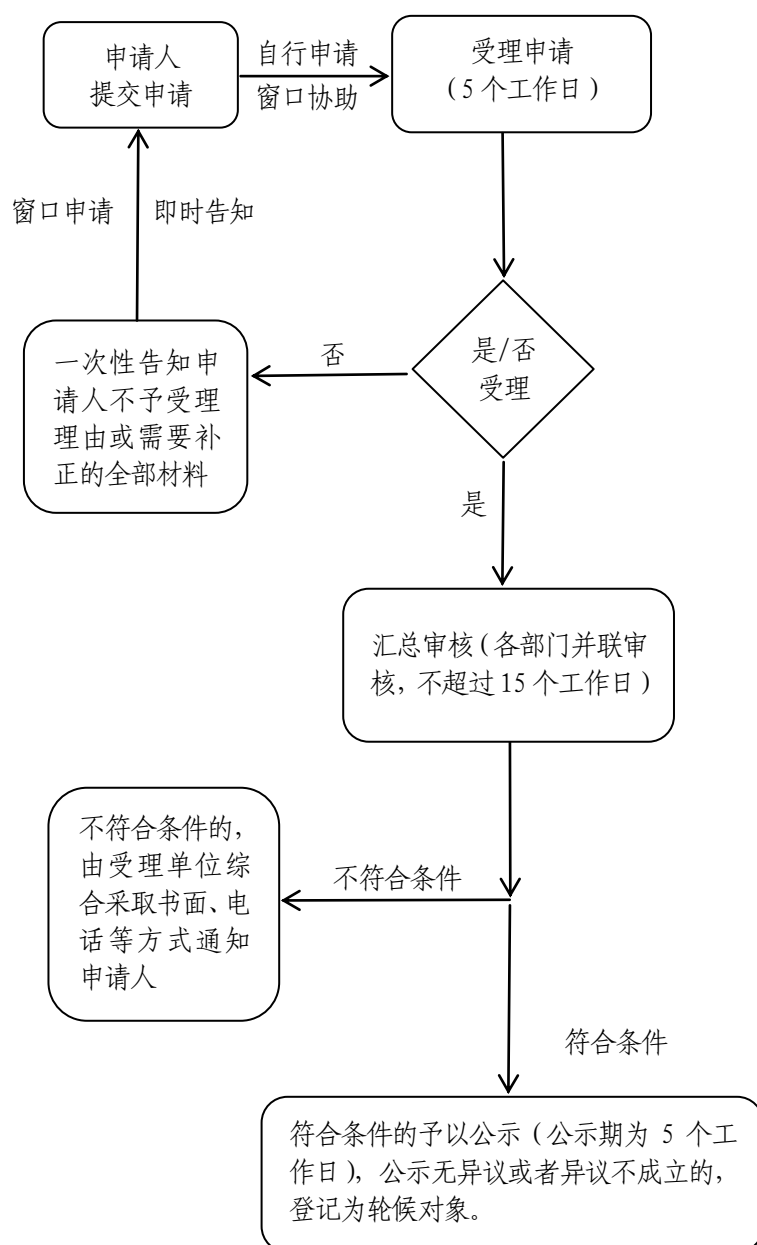 申请人
提交申请
自行申请
窗口协助
受理申请
（5 个工作日）
窗口申请
即时告知
一次性告知申
请人不予受理
理由或需要补
正的全部材料
否
是/否
受理
是
汇总审核（各部门并联审
核，不超过 15 个工作日）
不符合条件的，
由受理单位综
合采取书面、电
话等方式通知
申请人
不符合条件
符合条件
符合条件的予以公示（公示期为 5 个工
作日），公示无异议或者异议不成立的，
登记为轮候对象。